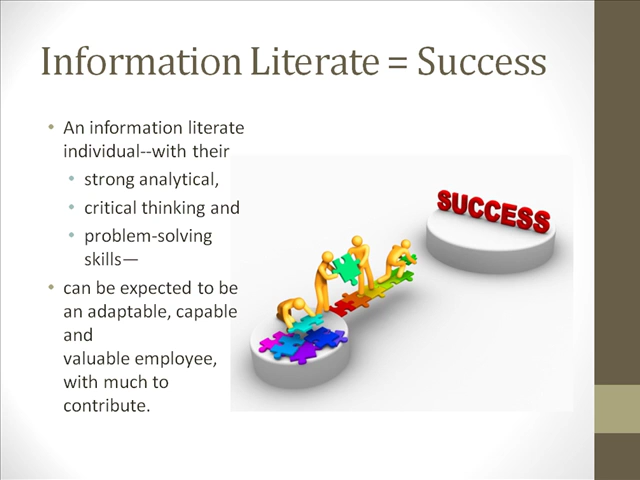 Information Literate = Success
• An information literate
individual--with their
• strong analytical,
• critical thinking and
• problem-solving
skills—
• can be expected to be
an adaptable, capable
and
valuable employee,
with much to
contribute.
SUCCESS